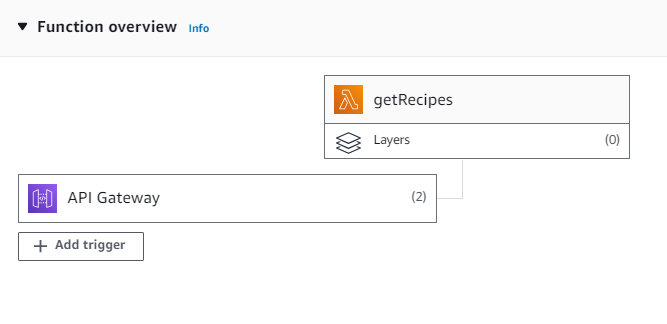 Function overview Info
getRecipes
Layers (0)
API Gateway (2)
Add trigger